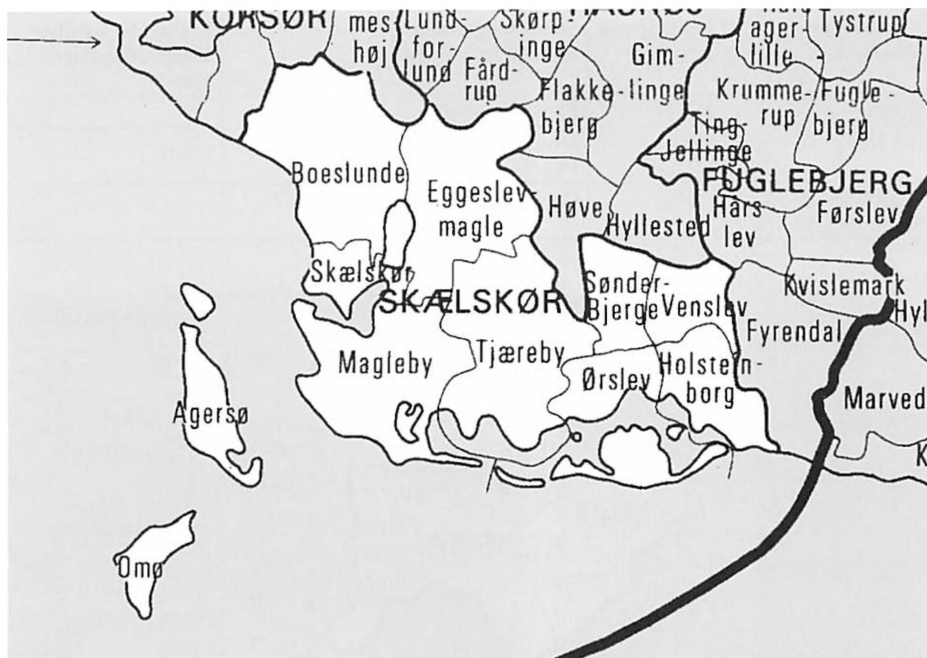 KORSØR
mes
høj
Lund-
for-
lund
Skørp-
inge
Fård-
rup
Gim-
linge
Flakke-
bjerg
ager-
lille
Tystrup
Krumme-
rup
Fugle-
bjerg
Ting-
Jellinge
FUGLEBJERG
Boeslunde
Eggeslev
magle
Høve
Hyllested
Hårs
lev
Førslev
Skælskør
SKÆLSKØR
Sønder-
Bjerge
Venslev
Kvislemark
Hyl
Fyrendal
Magleby
Tjæreby
Ørslev
Holstein-
borg
Marved
K
Agersø
Omø